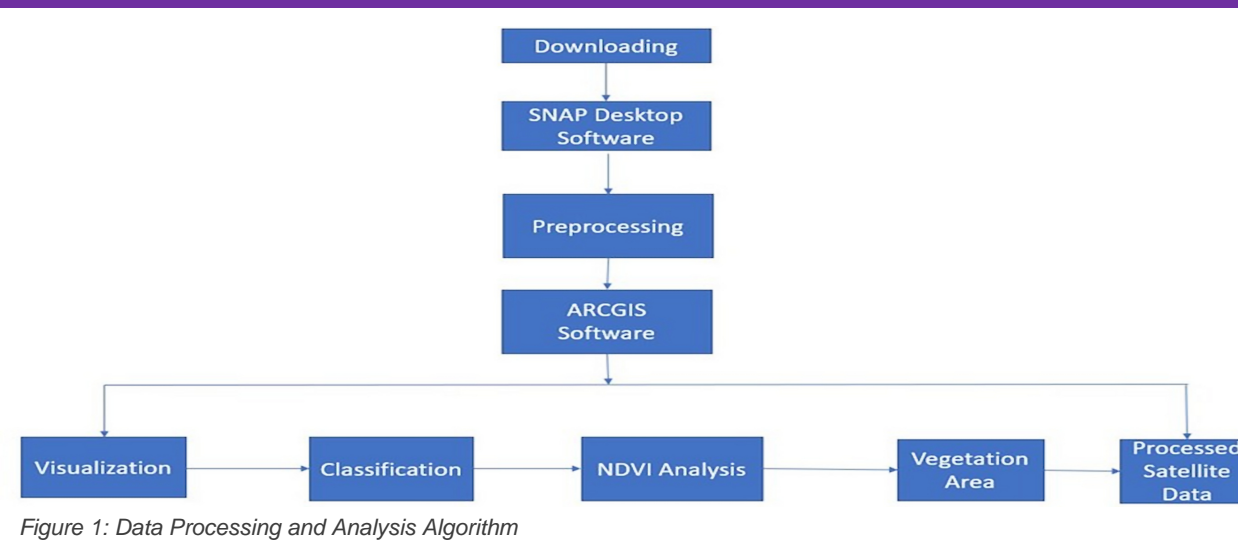 Downloading
SNAP Desktop
Software
Preprocessing
ARCGIS
Software
Visualization
Classification
NDVI Analysis
Vegetation
Area
Processed
Satellite
Data
Figure 1: Data Processing and Analysis Algorithm